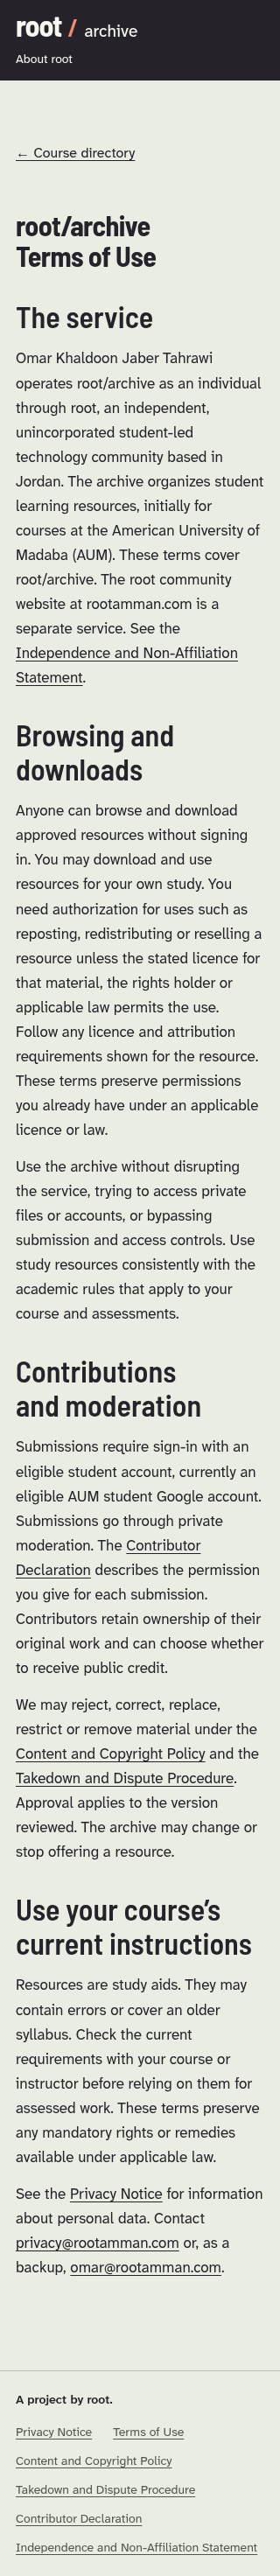 root / archive
About root
← Course directory
root/archive
Terms of Use
The service
Omar Khaldoon Jaber Tahrawi
operates root/archive as an individual
through root, an independent,
unincorporated student-led
technology community based in
Jordan. The archive organizes student
learning resources, initially for
courses at the American University of
Madaba (AUM). These terms cover
root/archive. The root community
website at rootamman.com is a
separate service. See the
Independence and Non-Affiliation
Statement.
Browsing and
downloads
Anyone can browse and download
approved resources without signing
in. You may download and use
resources for your own study. You
need authorization for uses such as
reposting, redistributing or reselling a
resource unless the stated licence for
that material, the rights holder or
applicable law permits the use.
Follow any licence and attribution
requirements shown for the resource.
These terms preserve permissions
you already have under an applicable
licence or law.
Use the archive without disrupting
the service, trying to access private
files or accounts, or bypassing
submission and access controls. Use
study resources consistently with the
academic rules that apply to your
course and assessments.
Contributions
and moderation
Submissions require sign-in with an
eligible student account, currently an
eligible AUM student Google account.
Submissions go through private
moderation. The Contributor
Declaration describes the permission
you give for each submission.
Contributors retain ownership of their
original work and can choose whether
to receive public credit.
We may reject, correct, replace,
restrict or remove material under the
Content and Copyright Policy and the
Takedown and Dispute Procedure.
Approval applies to the version
reviewed. The archive may change or
stop offering a resource.
Use your course’s
current instructions
Resources are study aids. They may
contain errors or cover an older
syllabus. Check the current
requirements with your course or
instructor before relying on them for
assessed work. These terms preserve
any mandatory rights or remedies
available under applicable law.
See the Privacy Notice for information
about personal data. Contact
privacy@rootamman.com or, as a
backup, omar@rootamman.com.
A project by root.
Privacy Notice Terms of Use
Content and Copyright Policy
Takedown and Dispute Procedure
Contributor Declaration
Independence and Non-Affiliation Statement